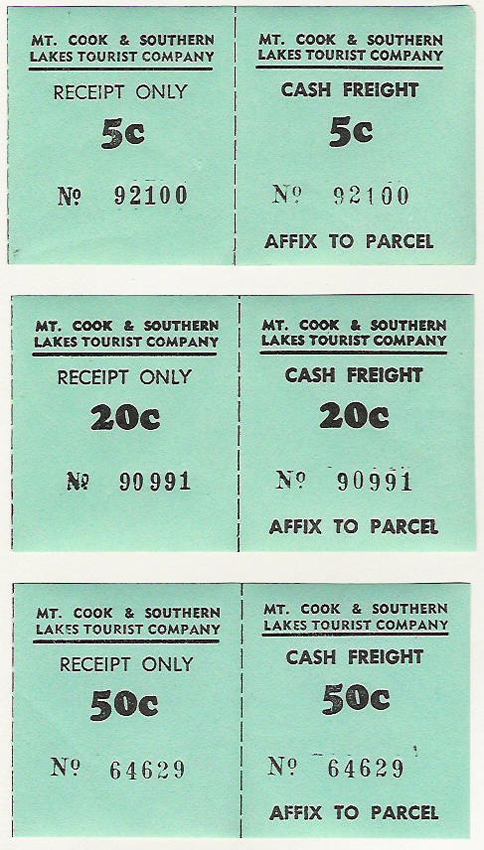 MT. COOK & SOUTHERN
LAKES TOURIST COMPANY
RECEIPT ONLY
5c
Nº 92100
MT. COOK & SOUTHERN
LAKES TOURIST COMPANY
CASH FREIGHT
5c
Nº 92100
AFFIX TO PARCEL
MT. COOK & SOUTHERN
LAKES TOURIST COMPANY
RECEIPT ONLY
20c
Nº 90991
MT. COOK & SOUTHERN
LAKES TOURIST COMPANY
CASH FREIGHT
20c
Nº 90991
AFFIX TO PARCEL
MT. COOK & SOUTHERN
LAKES TOURIST COMPANY
RECEIPT ONLY
50c
Nº 64629
MT. COOK & SOUTHERN
LAKES TOURIST COMPANY
CASH FREIGHT
50c
Nº 64629
AFFIX TO PARCEL